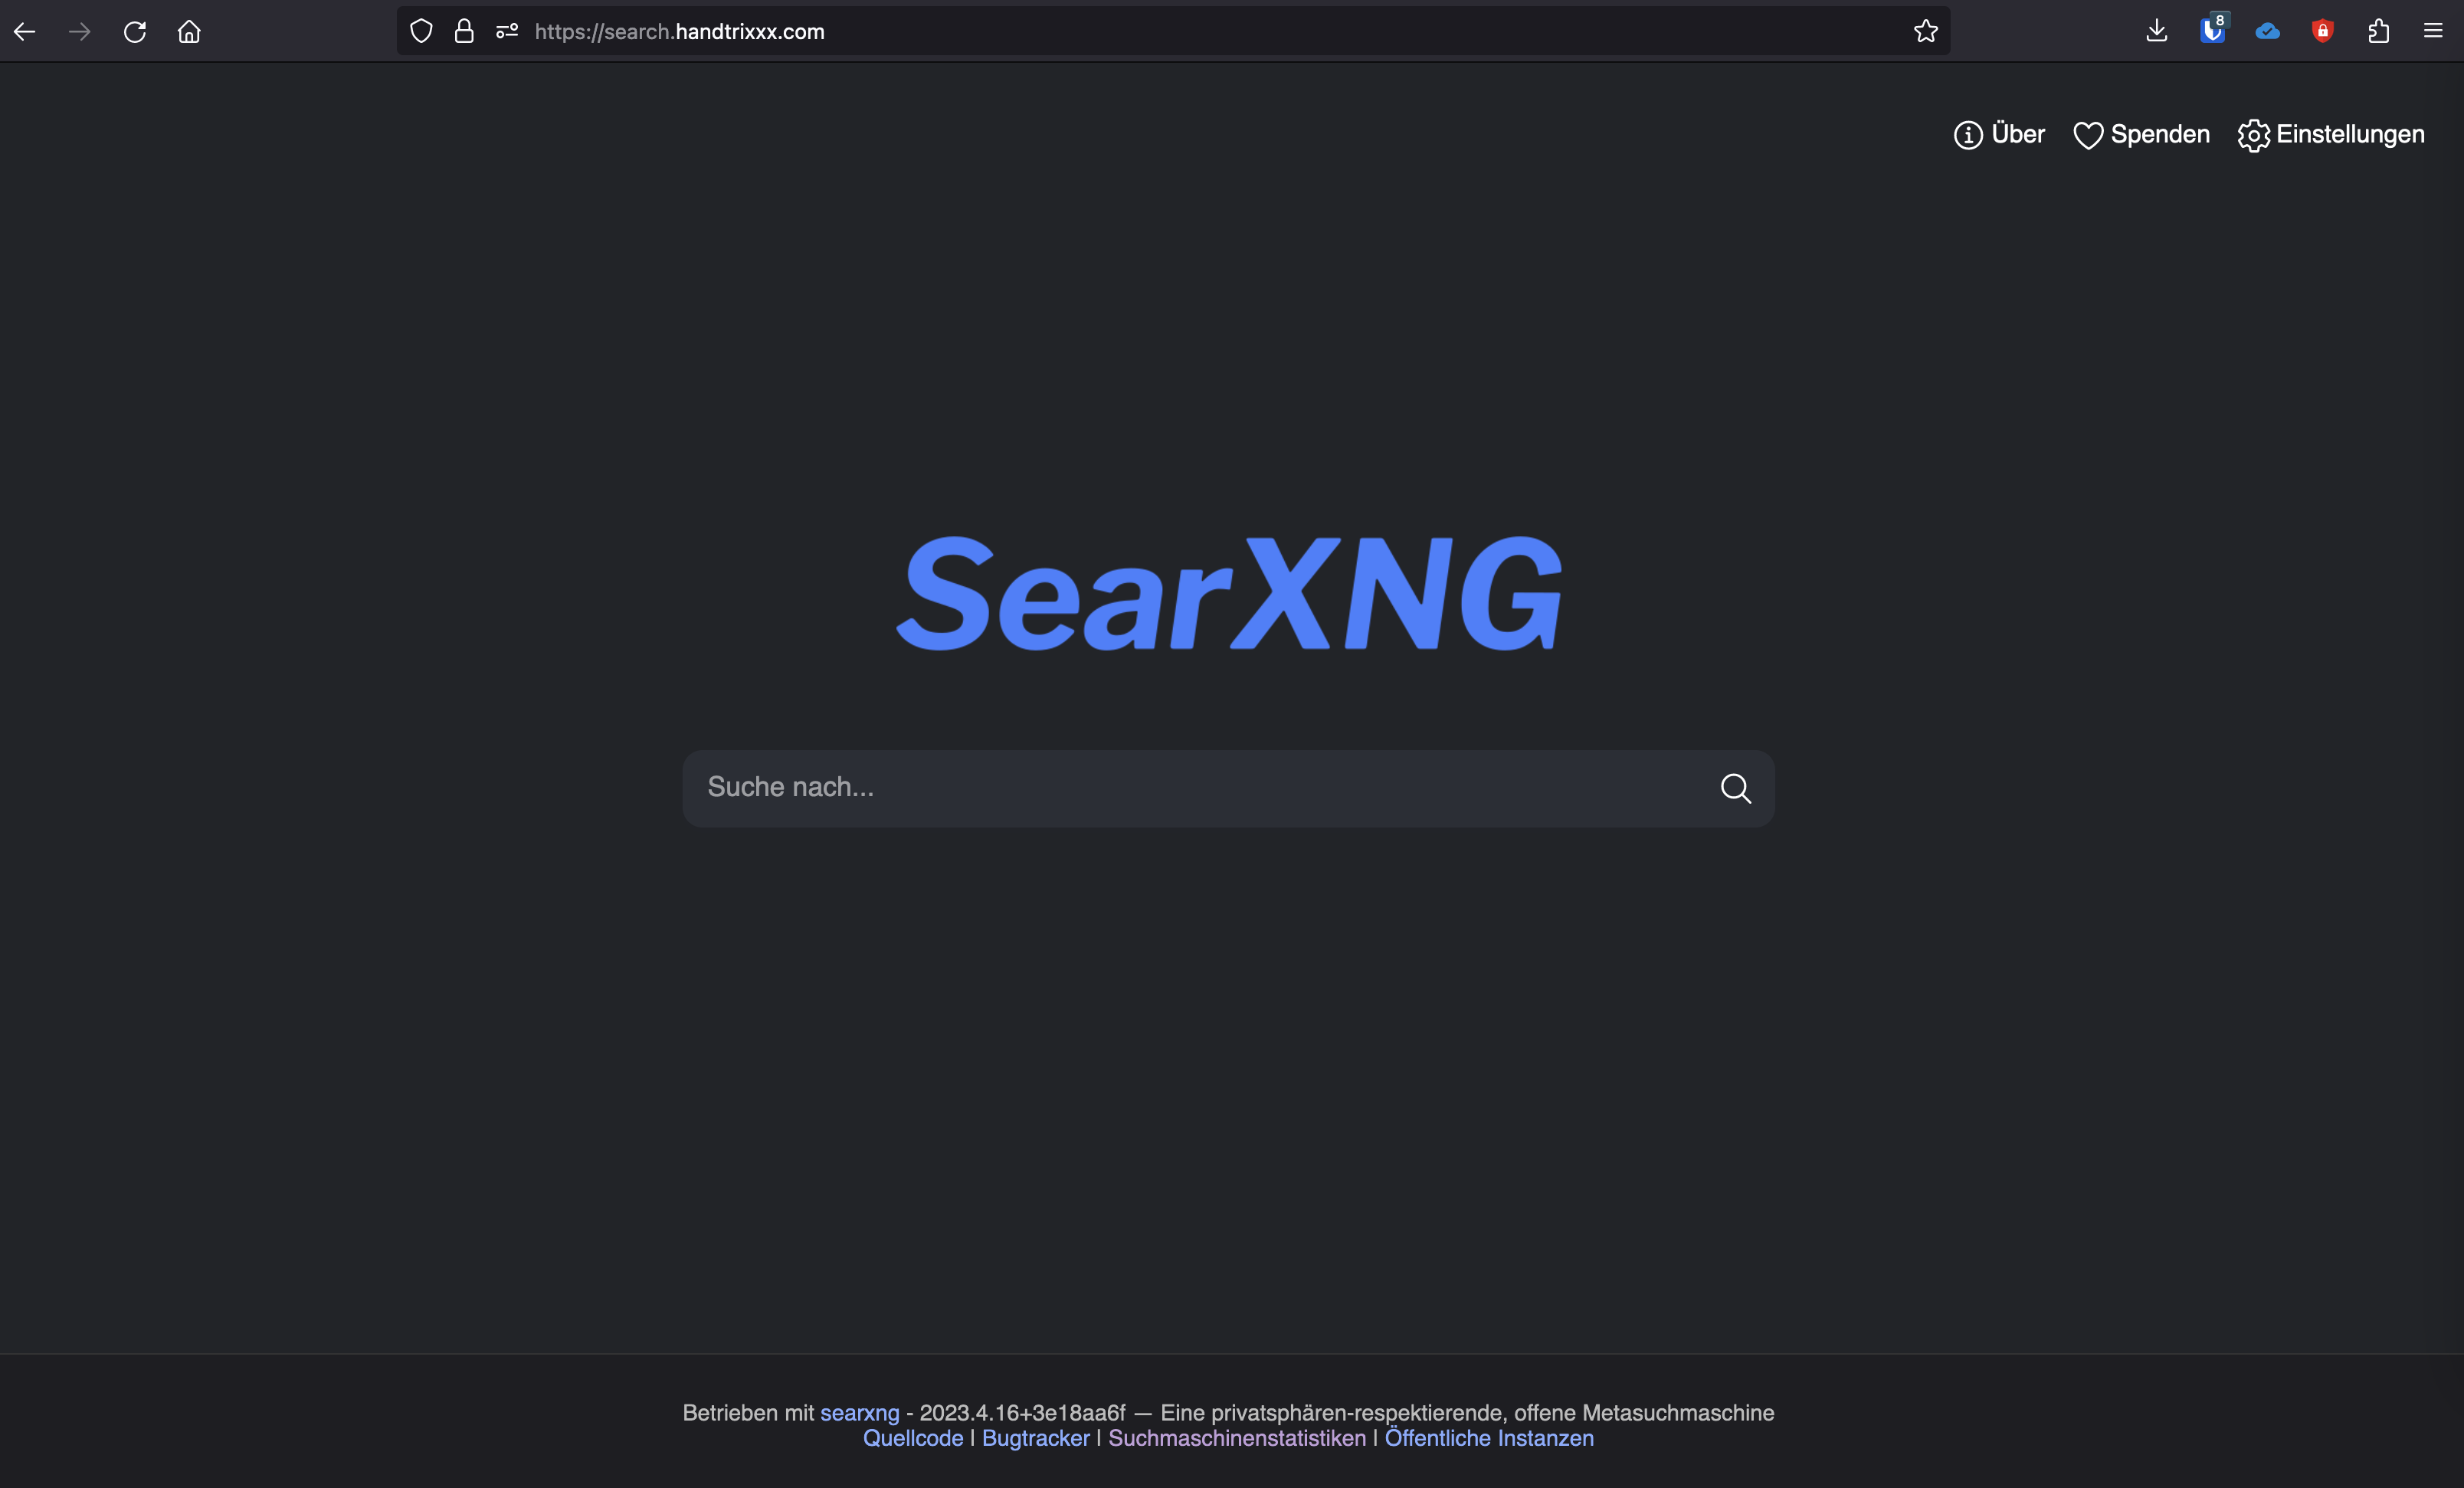 https://search.handtrixxx.com
8
Über Spenden Einstellungen
SearXNG
Suche nach...
Betrieben mit searxng - 2023.4.16+3e18aa6f — Eine privatsphären-respektierende, offene Metasuchmaschine
Quellcode | Bugtracker | Suchmaschinenstatistiken | Öffentliche Instanzen